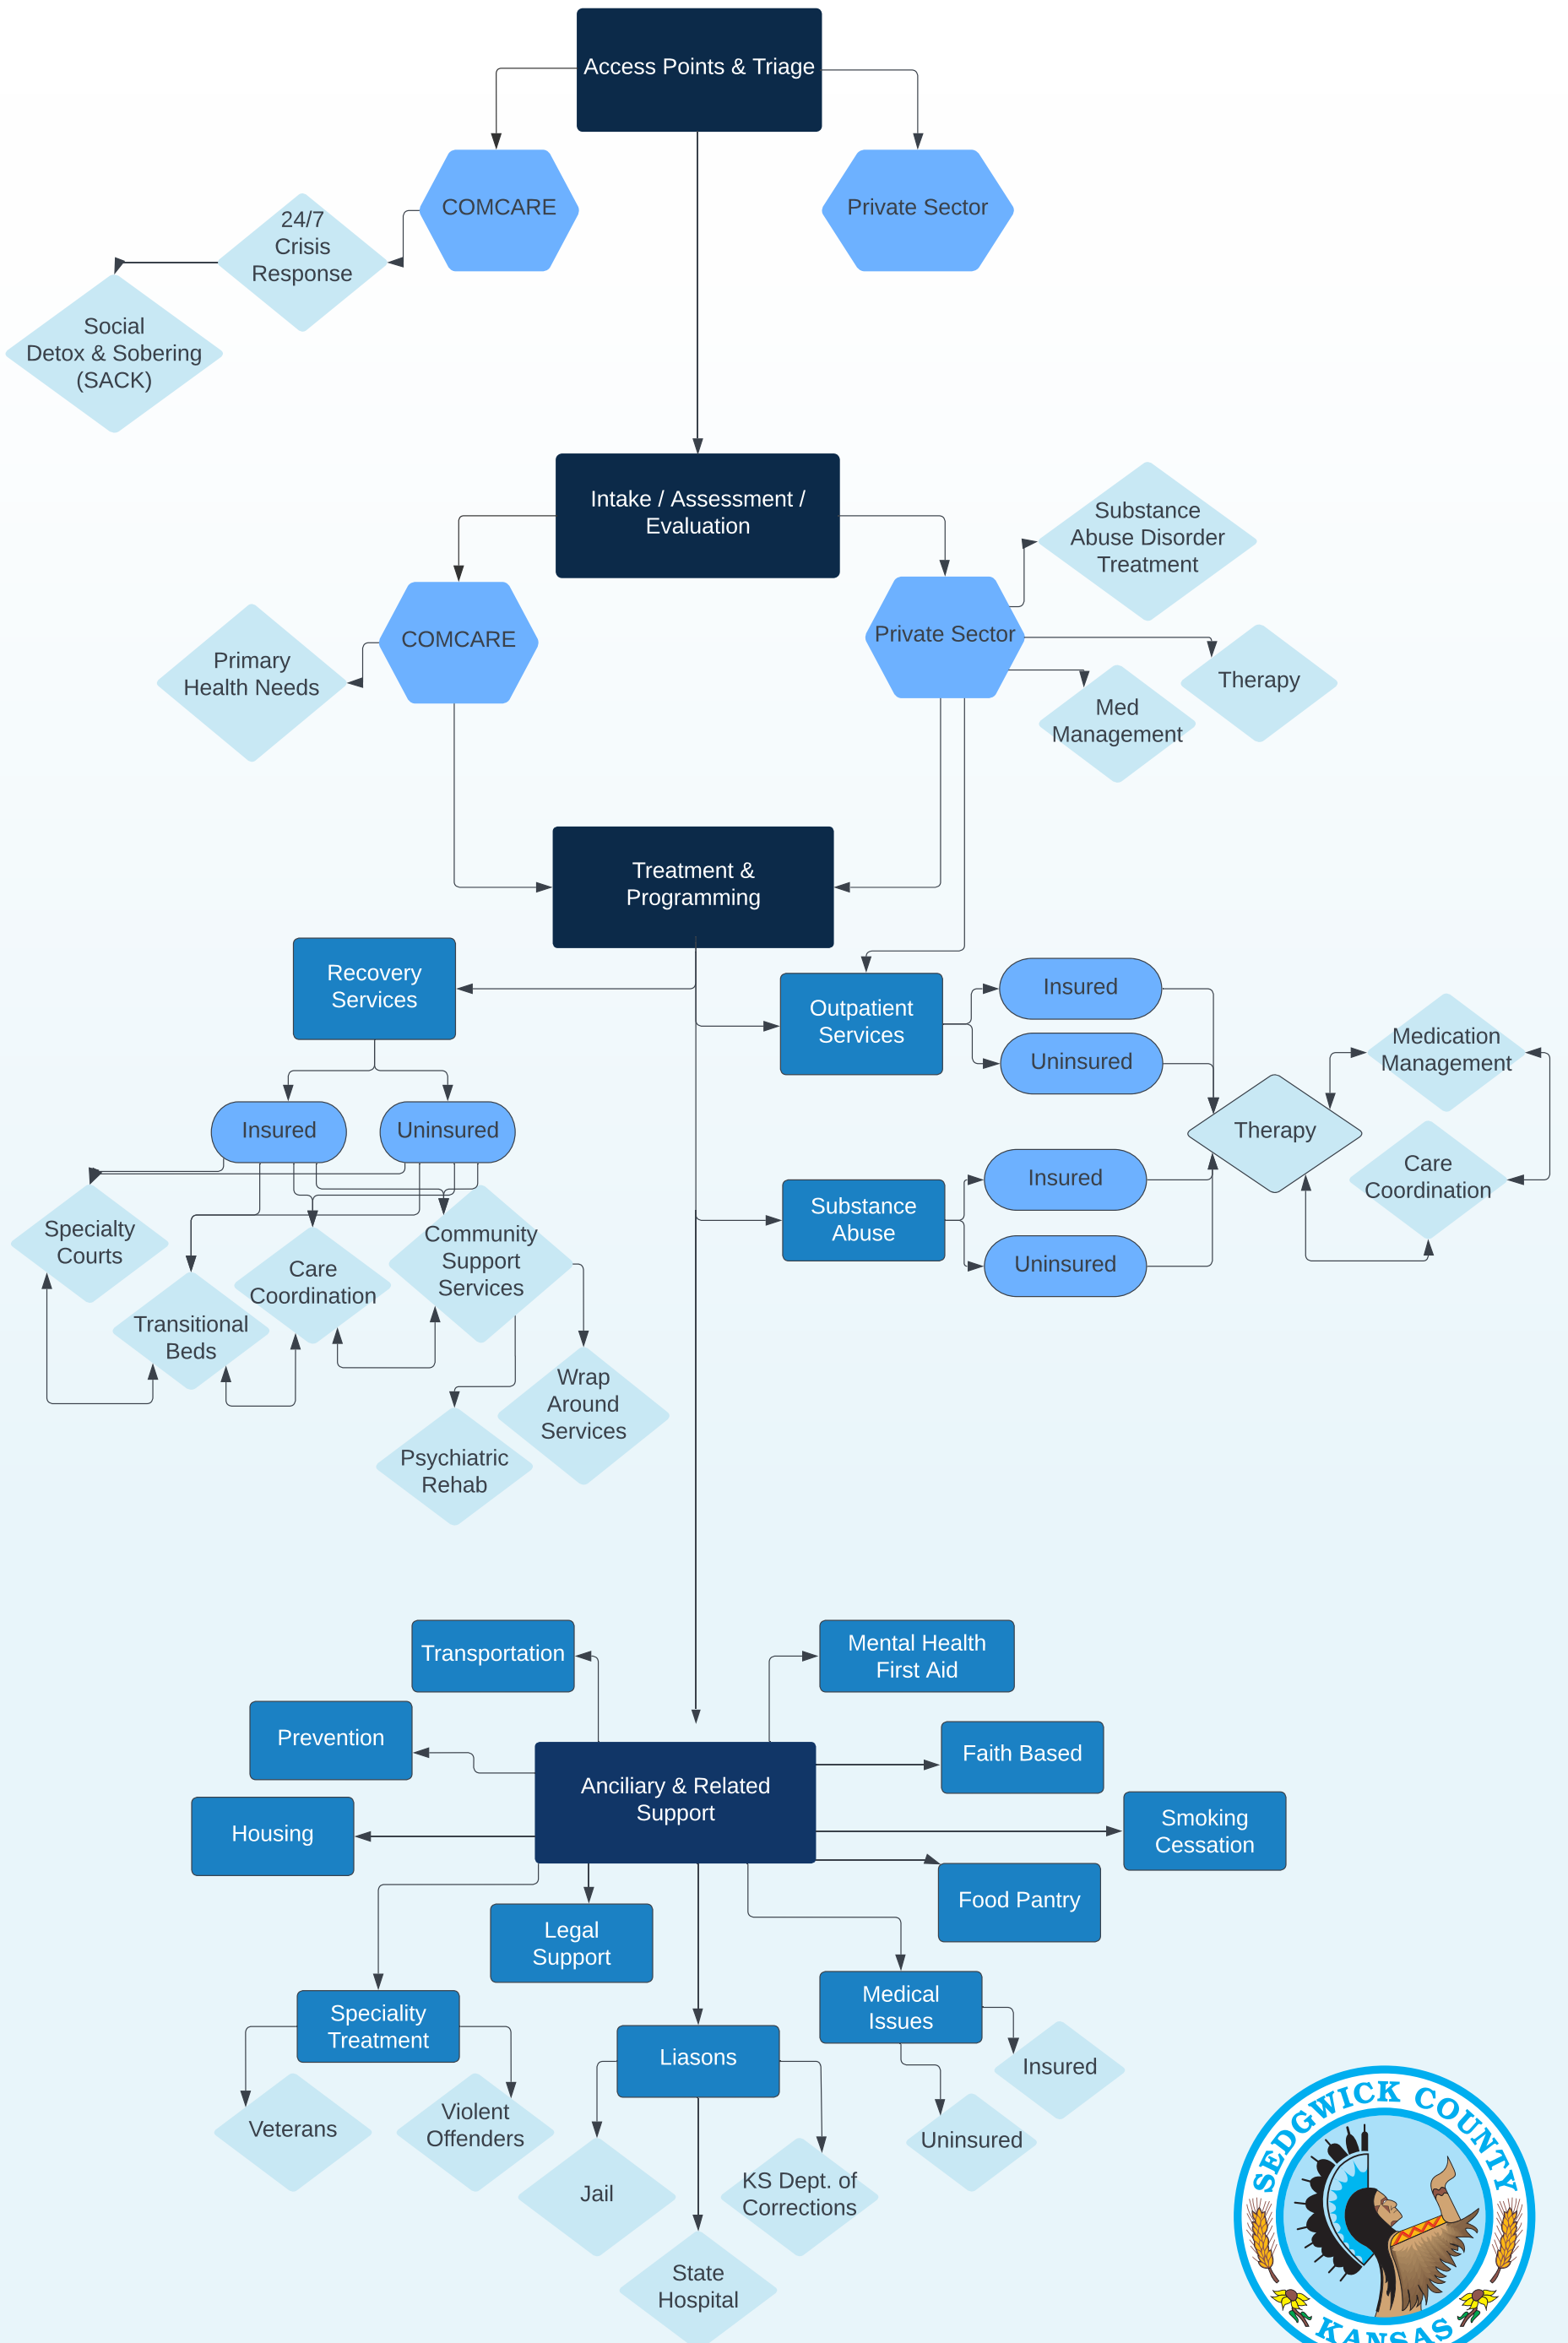 Access Points & Triage
COMCARE
Private Sector
24/7
Crisis
Response
Social
Detox & Sobering
(SACK)
Intake / Assessment /
Evaluation
COMCARE
Private Sector
Substance
Abuse Disorder
Treatment
Therapy
Med
Management
Primary
Health Needs
Treatment &
Programming
Recovery
Services
Outpatient
Services
Insured
Uninsured
Medication
Management
Therapy
Care
Coordination
Insured
Uninsured
Substance
Abuse
Insured
Uninsured
Specialty
Courts
Transitional
Beds
Care
Coordination
Community
Support
Services
Wrap
Around
Services
Psychiatric
Rehab
Transportation
Mental Health
First Aid
Prevention
Faith Based
Anciliary & Related
Support
Housing
Smoking
Cessation
Food Pantry
Legal
Support
Speciality
Treatment
Liasons
Medical
Issues
Insured
Uninsured
Veterans
Violent
Offenders
Jail
KS Dept. of
Corrections
State
Hospital
SEDGWICK COUNTY
KANSAS